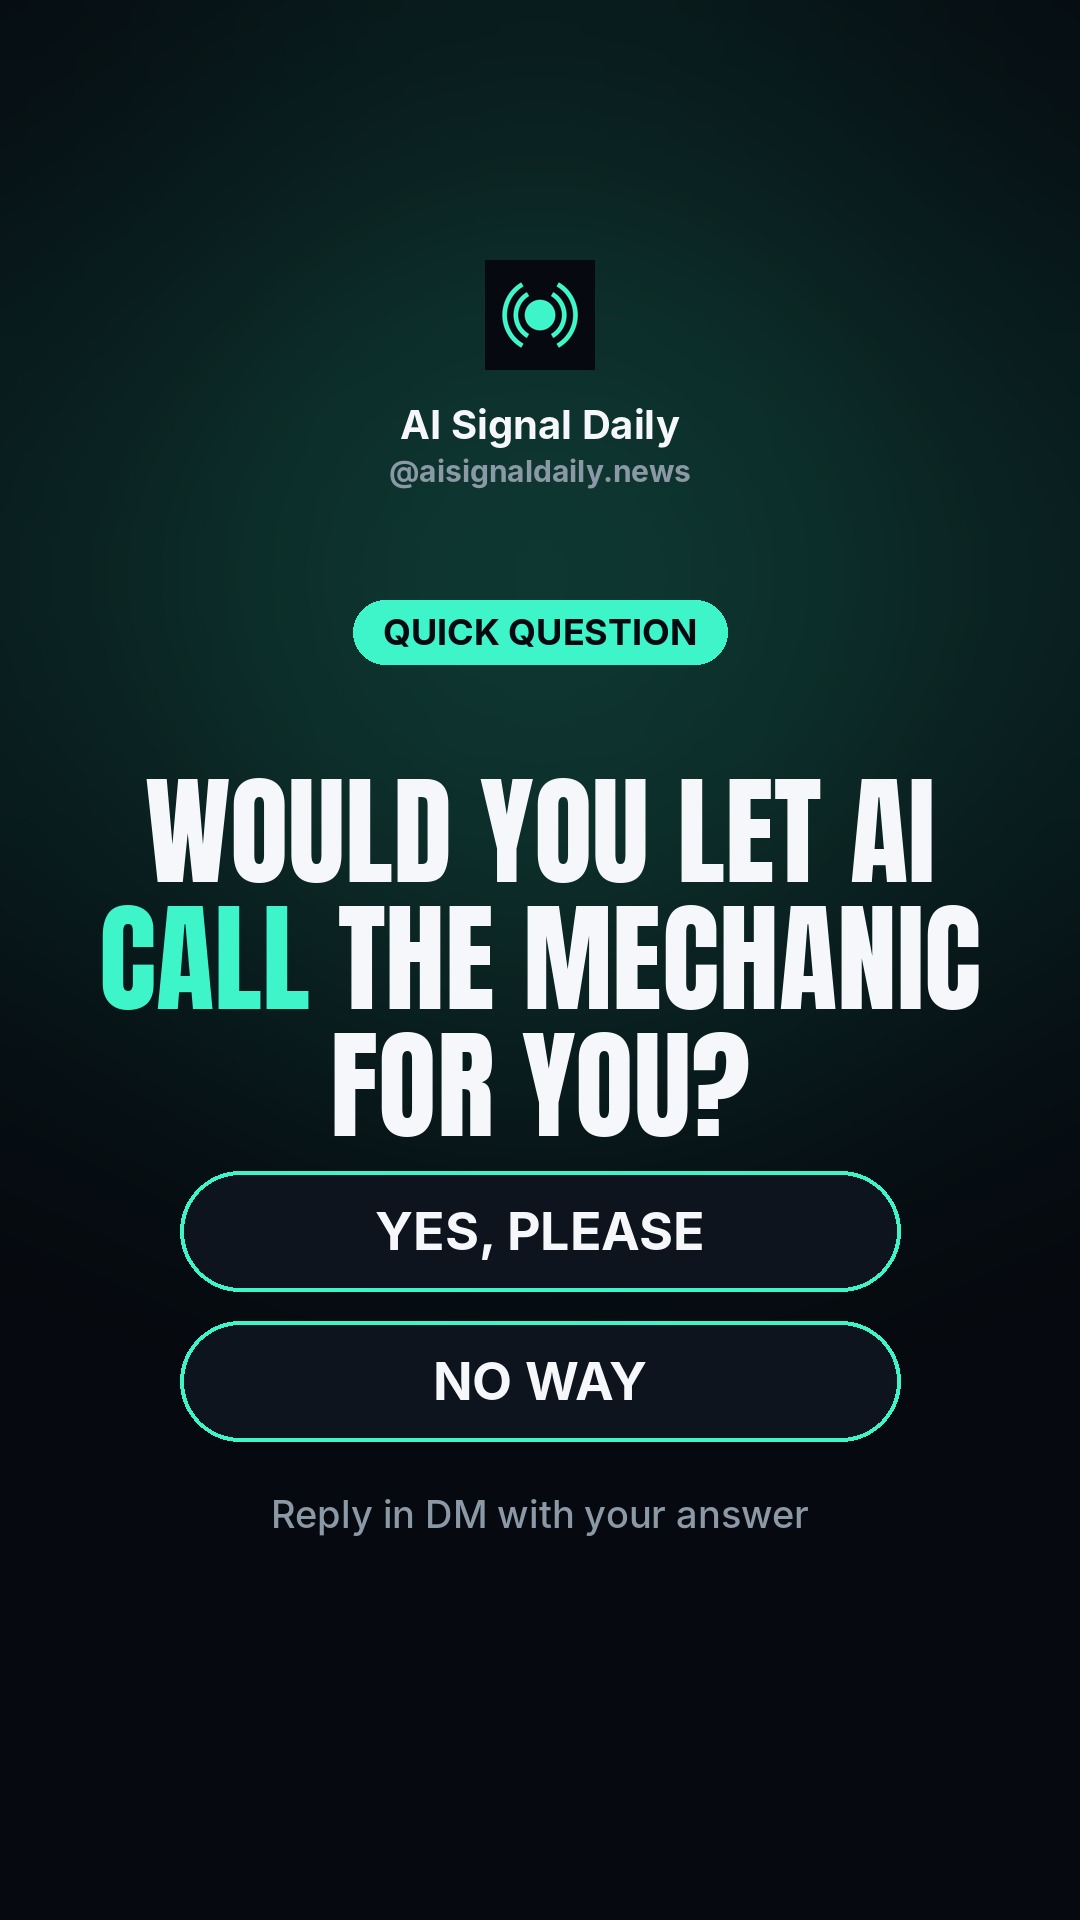 AI Signal Daily
@aisignaldaily.news
QUICK QUESTION
WOULD YOU LET AI
CALL THE MECHANIC
FOR YOU?
YES, PLEASE
NO WAY
Reply in DM with your answer